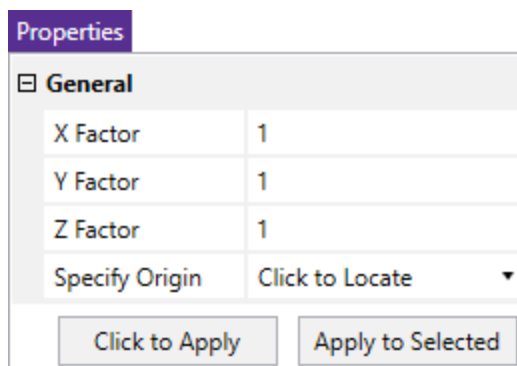 Properties
General
X Factor 1
Y Factor 1
Z Factor 1
Specify Origin Click to Locate
Click to Apply Apply to Selected